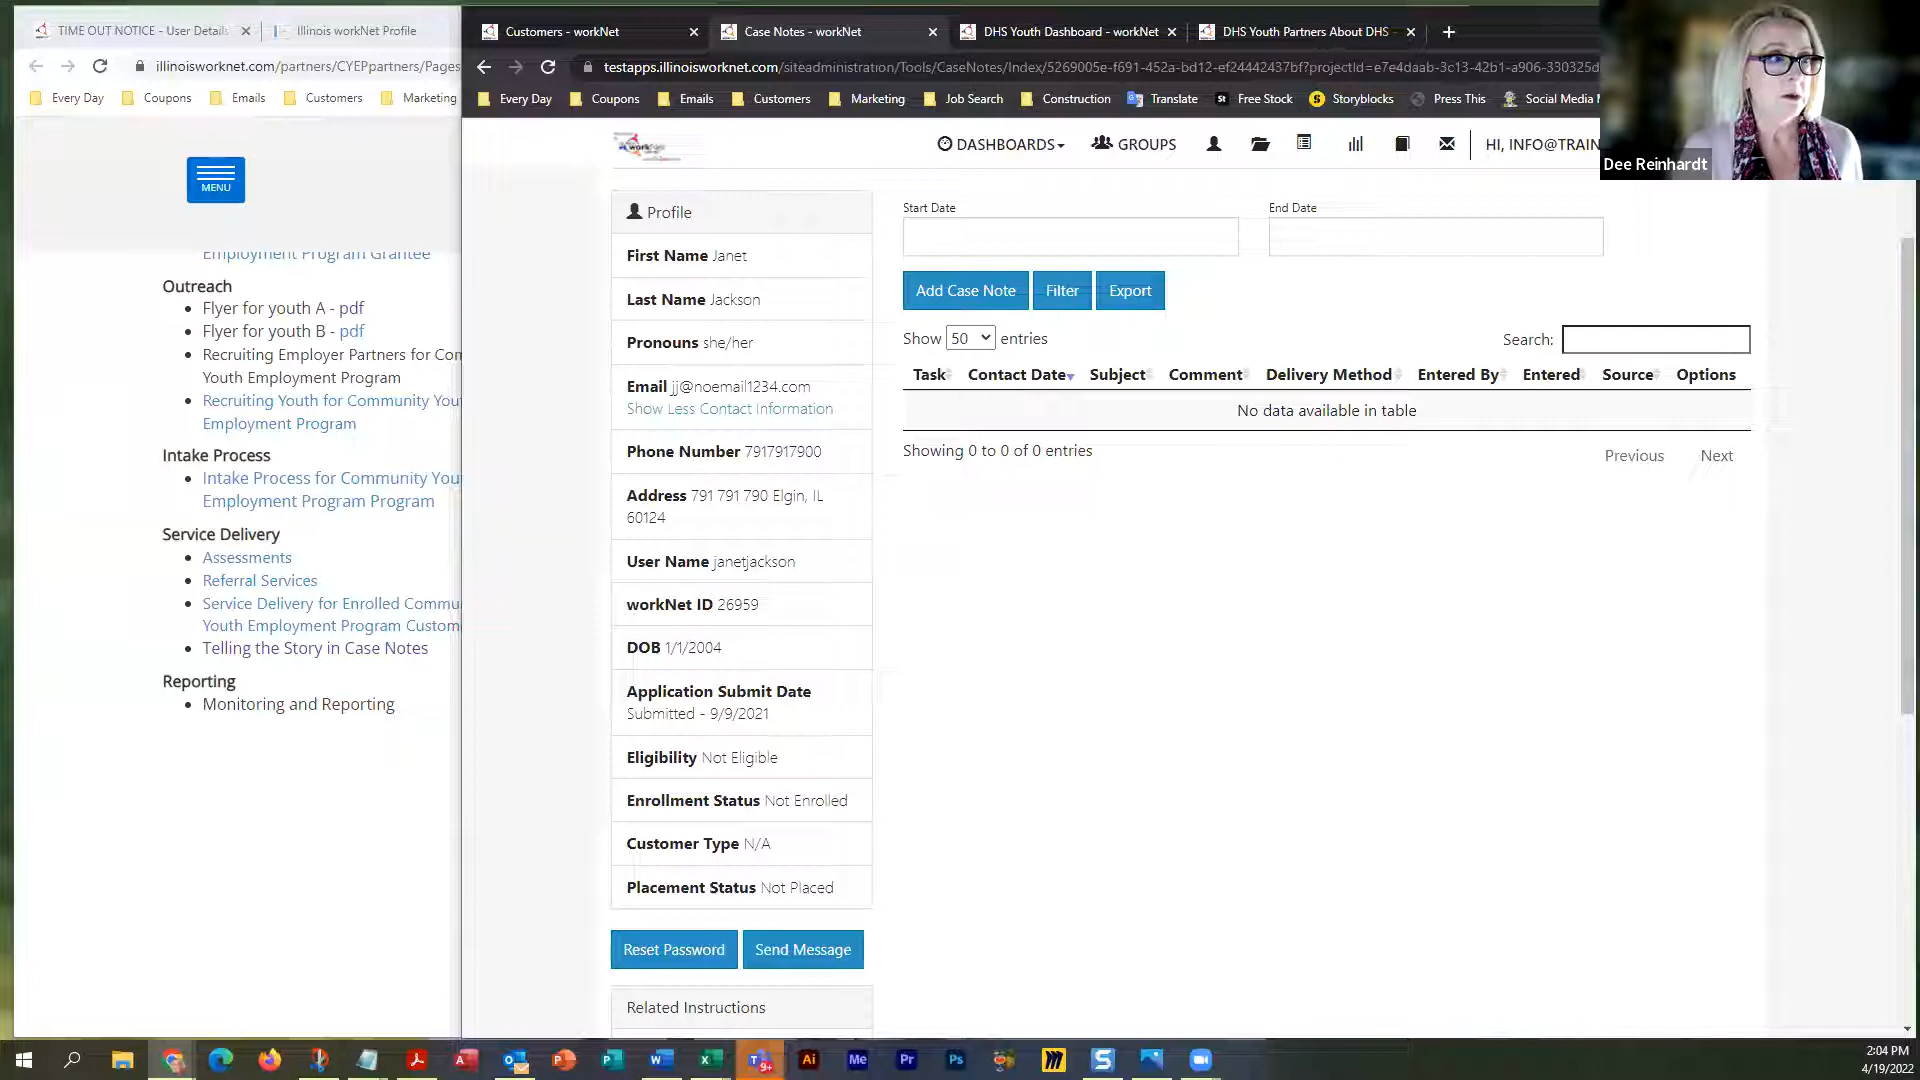 TIME OUT NOTICE - User Details
Illinois workNet Profile
illinoisworknet.com/partners/CYEPpartners/Pages
Every Day
Coupons
Emails
Customers
Marketing
MENU
Employment Program Grantee
Outreach
Flyer for youth A - pdf
Flyer for youth B - pdf
Recruiting Employer Partners for Com
Youth Employment Program
Recruiting Youth for Community You
Employment Program
Intake Process
Intake Process for Community You
Employment Program Program
Service Delivery
Assessments
Referral Services
Service Delivery for Enrolled Commu
Youth Employment Program Custom
Telling the Story in Case Notes
Reporting
Monitoring and Reporting
Customers - workNet
Case Notes - workNet
DHS Youth Dashboard - workNet
DHS Youth Partners About DHS -
testapps.illinoisworknet.com/siteadministration/Tools/CaseNotes/Index/5269005e-f691-452a-bd12-ef24442437bf?projectId=e7e4daab-3c13-42b1-a906-330325d
Every Day
Coupons
Emails
Customers
Marketing
Job Search
Construction
Translate
Free Stock
Storyblocks
Press This
Social Media
DASHBOARDS
GROUPS
HI, INFO@TRAIN
Dee Reinhardt
Profile
First Name Janet
Last Name Jackson
Pronouns she/her
Email jj@noemail1234.com
Show Less Contact Information
Phone Number 7917917900
Address 791 791 790 Elgin, IL
60124
User Name janetjackson
workNet ID 26959
DOB 1/1/2004
Application Submit Date
Submitted - 9/9/2021
Eligibility Not Eligible
Enrollment Status Not Enrolled
Customer Type N/A
Placement Status Not Placed
Reset Password
Send Message
Related Instructions
Start Date
End Date
Add Case Note
Filter
Export
Show 50 entries
Search:
Task
Contact Date
Subject
Comment
Delivery Method
Entered By
Entered
Source
Options
No data available in table
Showing 0 to 0 of 0 entries
Previous
Next
2:04 PM
4/19/2022